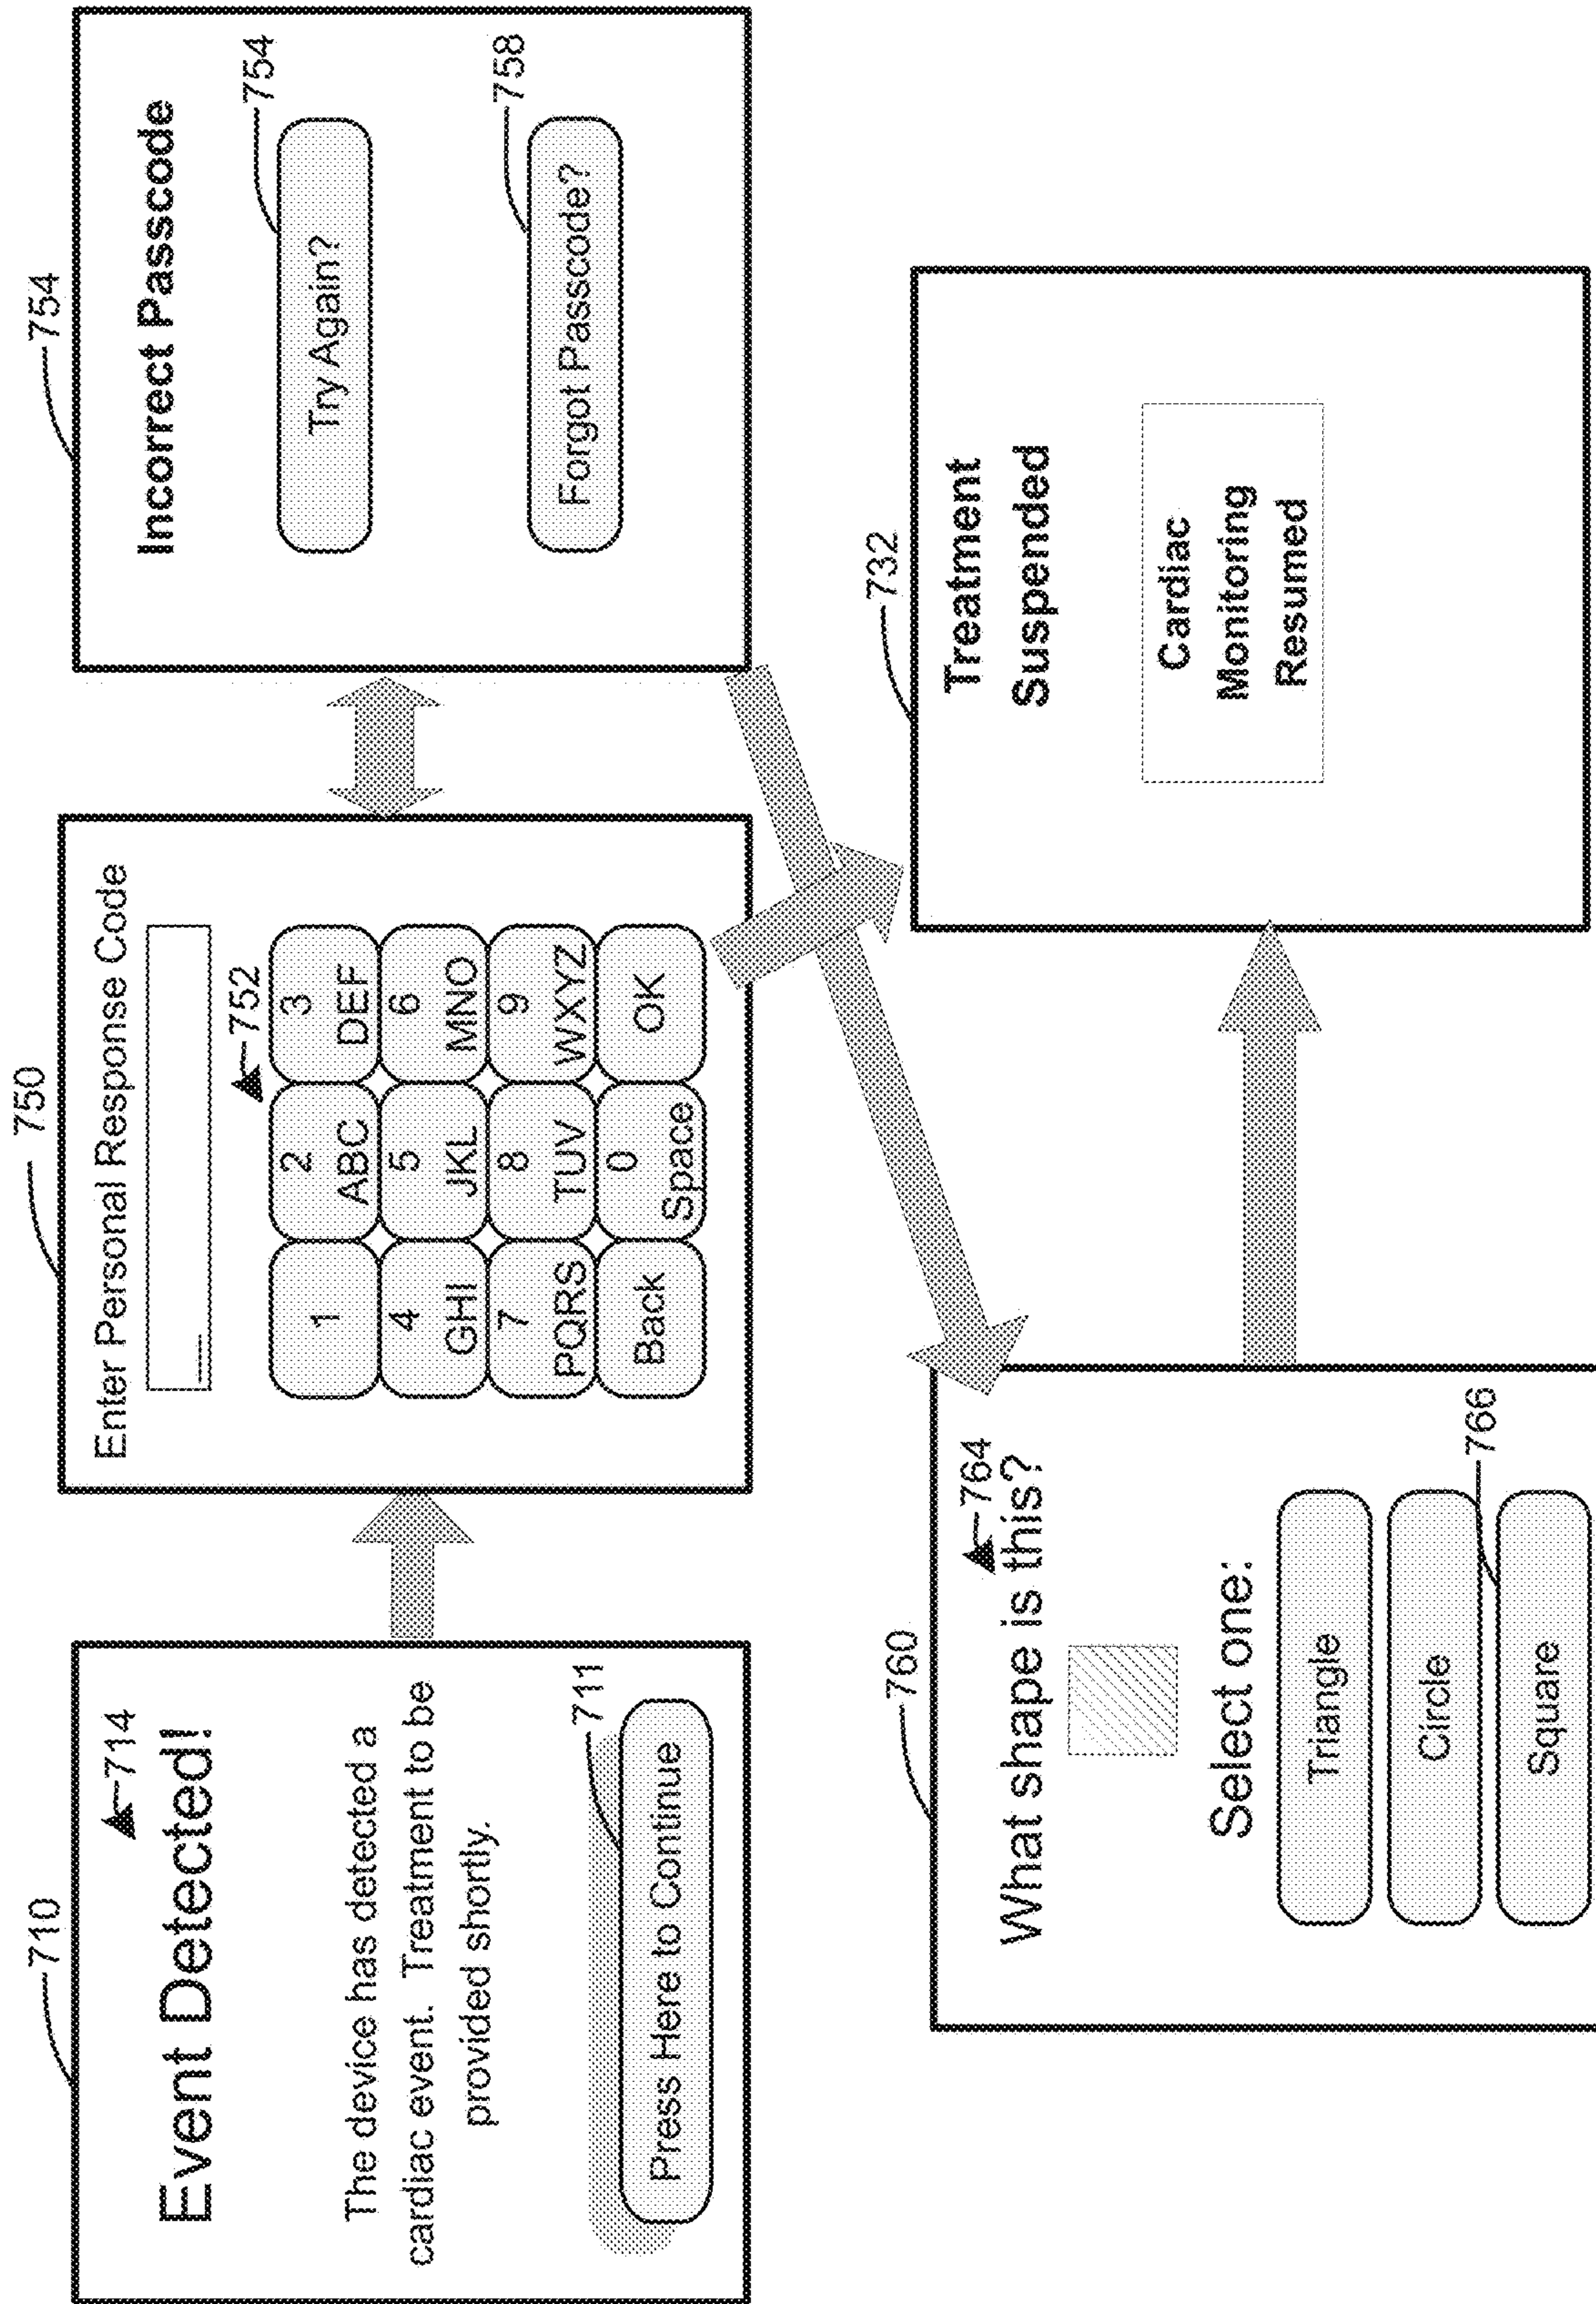 710
714
Event Detected!
The device has detected a
cardiac event. Treatment to be
provided shortly.
711
Press Here to Continue
750
Enter Personal Response Code
752
1
2
ABC
3
DEF
4
GHI
5
JKL
6
MNO
7
PQRS
8
TUV
9
WXYZ
Back
0
Space
OK
754
Incorrect Passcode
754
Try Again?
758
Forgot Passcode?
760
764
What shape is this?
Select one:
Triangle
Circle
766
Square
732
Treatment
Suspended
Cardiac
Monitoring
Resumed